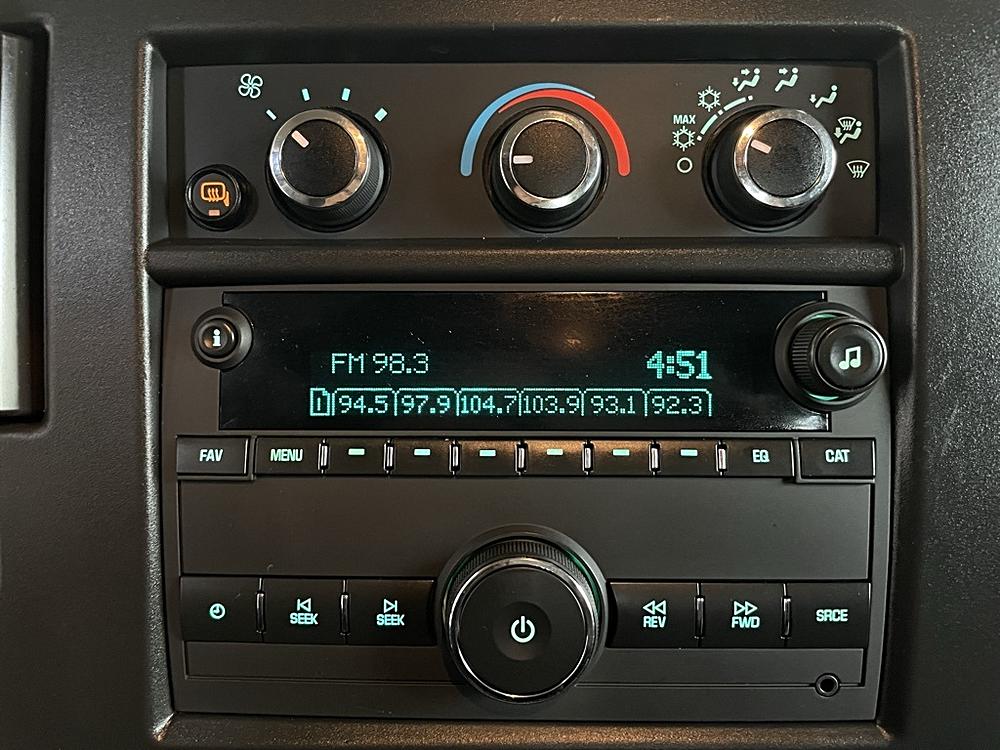 MAX
i
FM 98.3 4:51
1 94.5 97.9 104.7 103.9 93.1 92.3
FAV MENU EQ CAT
SEEK SEEK REV FWD SRCE